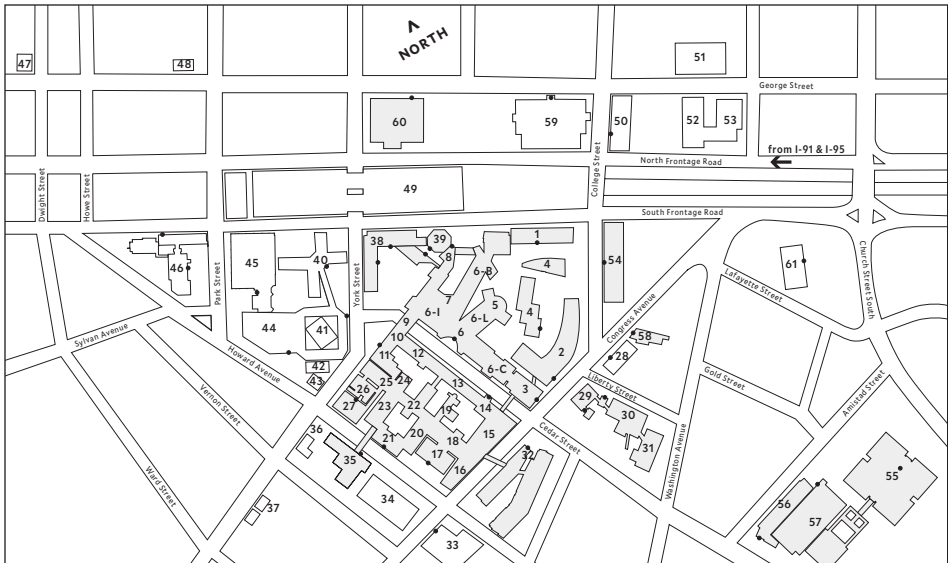 NORTH
47
48
51
George Street
60
59
50
52
53
from I-91 & I-95
North Frontage Road
College Street
Dwight Street
Howe Street
49
South Frontage Road
46
Park Street
45
40
York Street
38
39
8
1
6-B
4
54
61
Lafayette Street
Church Street South
7
5
4
6-I
6-L
9
6
44
41
Sylvan Avenue
Howard Avenue
42
43
10
11
12
2
Congress Avenue
58
28
6-C
3
25
24
13
26
27
23
22
19
14
Liberty Street
29
30
31
Gold Street
Vernon Street
36
21
20
18
15
Cedar Street
17
16
32
Washington Avenue
Amistad Street
35
34
33
37
Ward Street
55
56
57